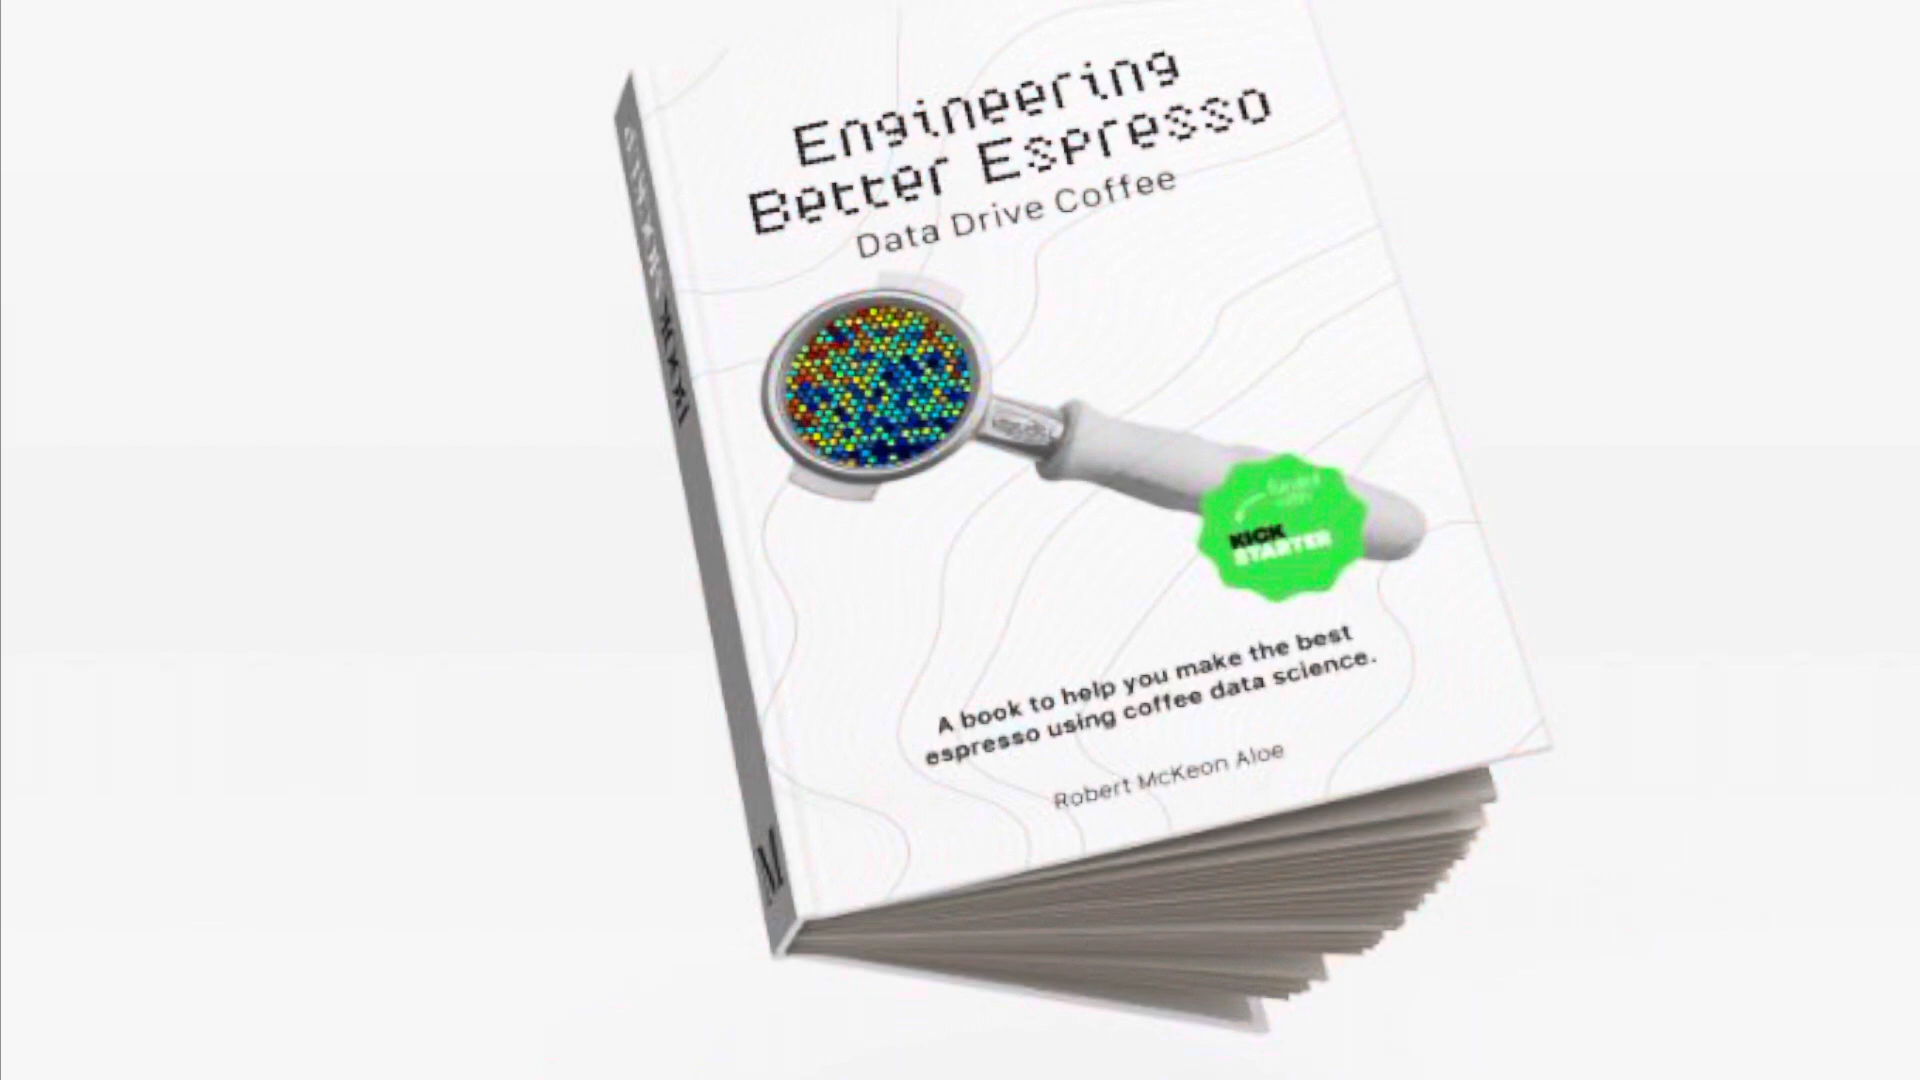 Engineering
Better Espresso
Data Drive Coffee
KICK
STARTER
A book to help you make the best
espresso using coffee data science.
Robert McKeon Aloe